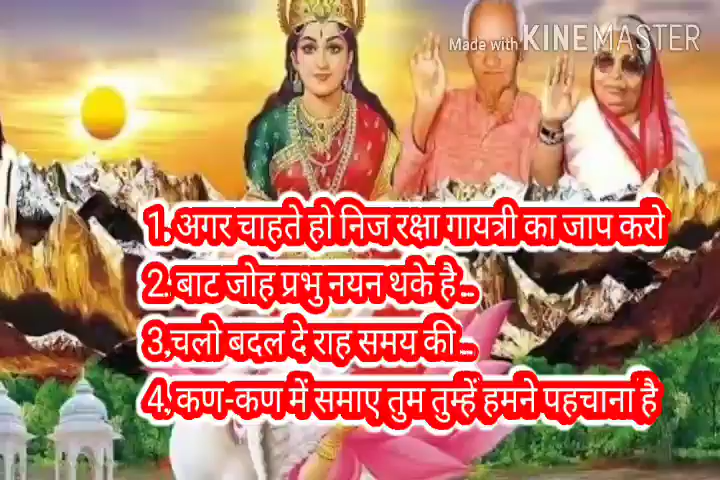 Made with KINEMASTER
1. अगर चाहते हो निज रक्षा गायत्री का जाप करो
2. बाट जोह प्रभु नयन थके है...
3,चलो बदल दे राह समय की...
4, कण-कण में समाए तुम तुम्हें हमने पहचाना है